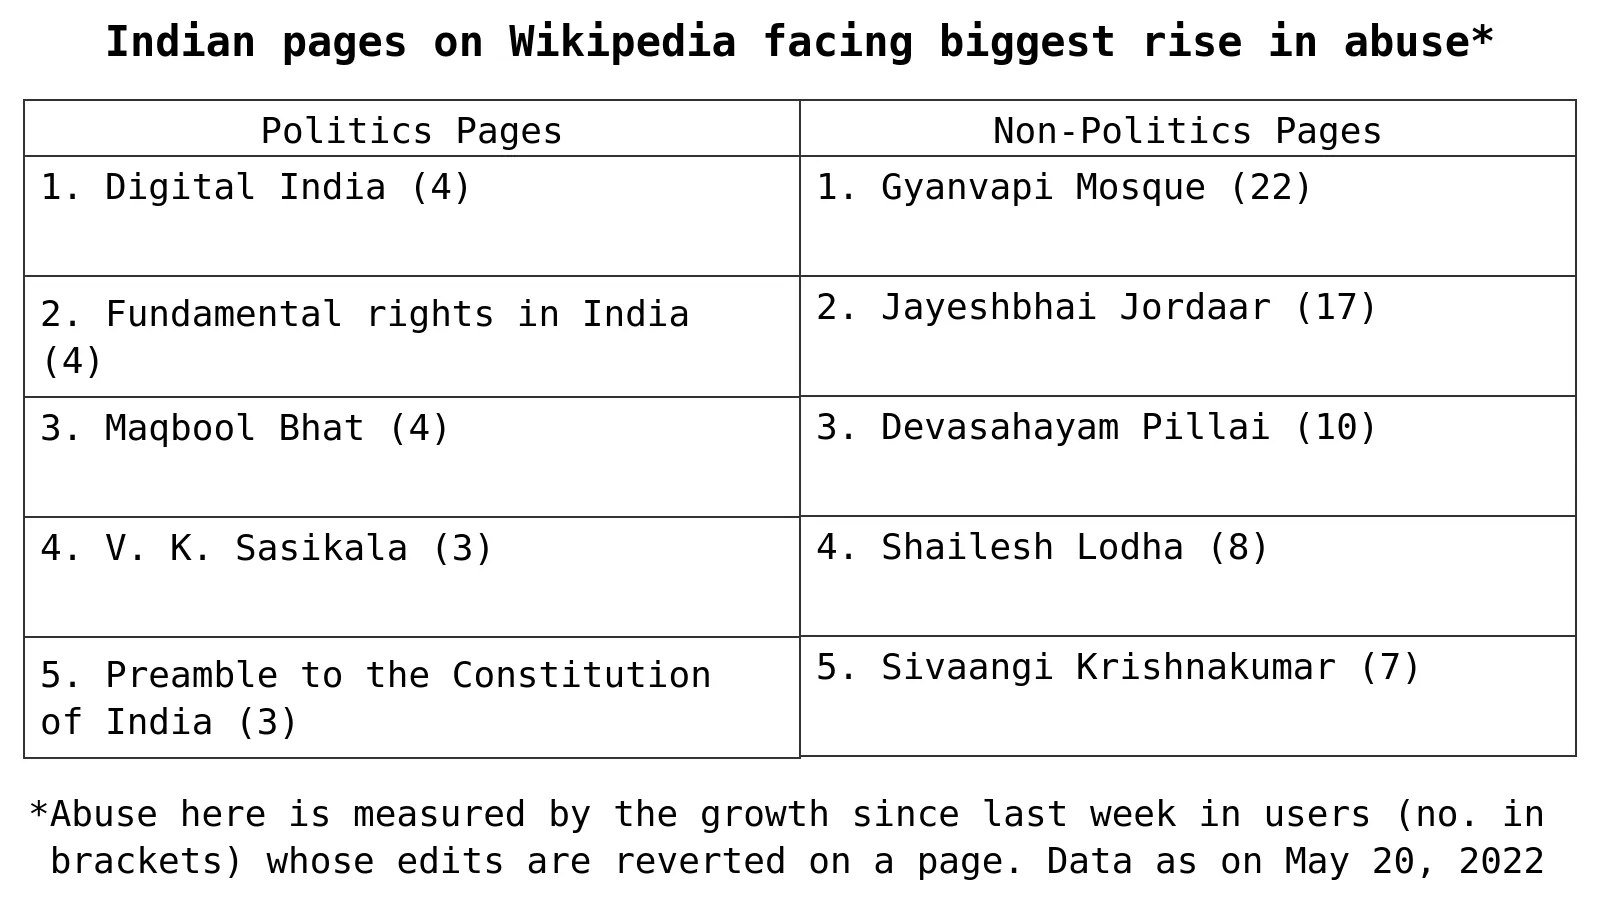 Indian pages on Wikipedia facing biggest rise in abuse*
Politics Pages
1. Digital India (4)
2. Fundamental rights in India
(4)
3. Maqbool Bhat (4)
4. V. K. Sasikala (3)
5. Preamble to the Constitution
of India (3)
Non-Politics Pages
1. Gyanvapi Mosque (22)
2. Jayeshbhai Jordaar (17)
3. Devasahayam Pillai (10)
4. Shailesh Lodha (8)
5. Sivaangi Krishnakumar (7)
*Abuse here is measured by the growth since last week in users (no. in
brackets) whose edits are reverted on a page. Data as on May 20, 2022